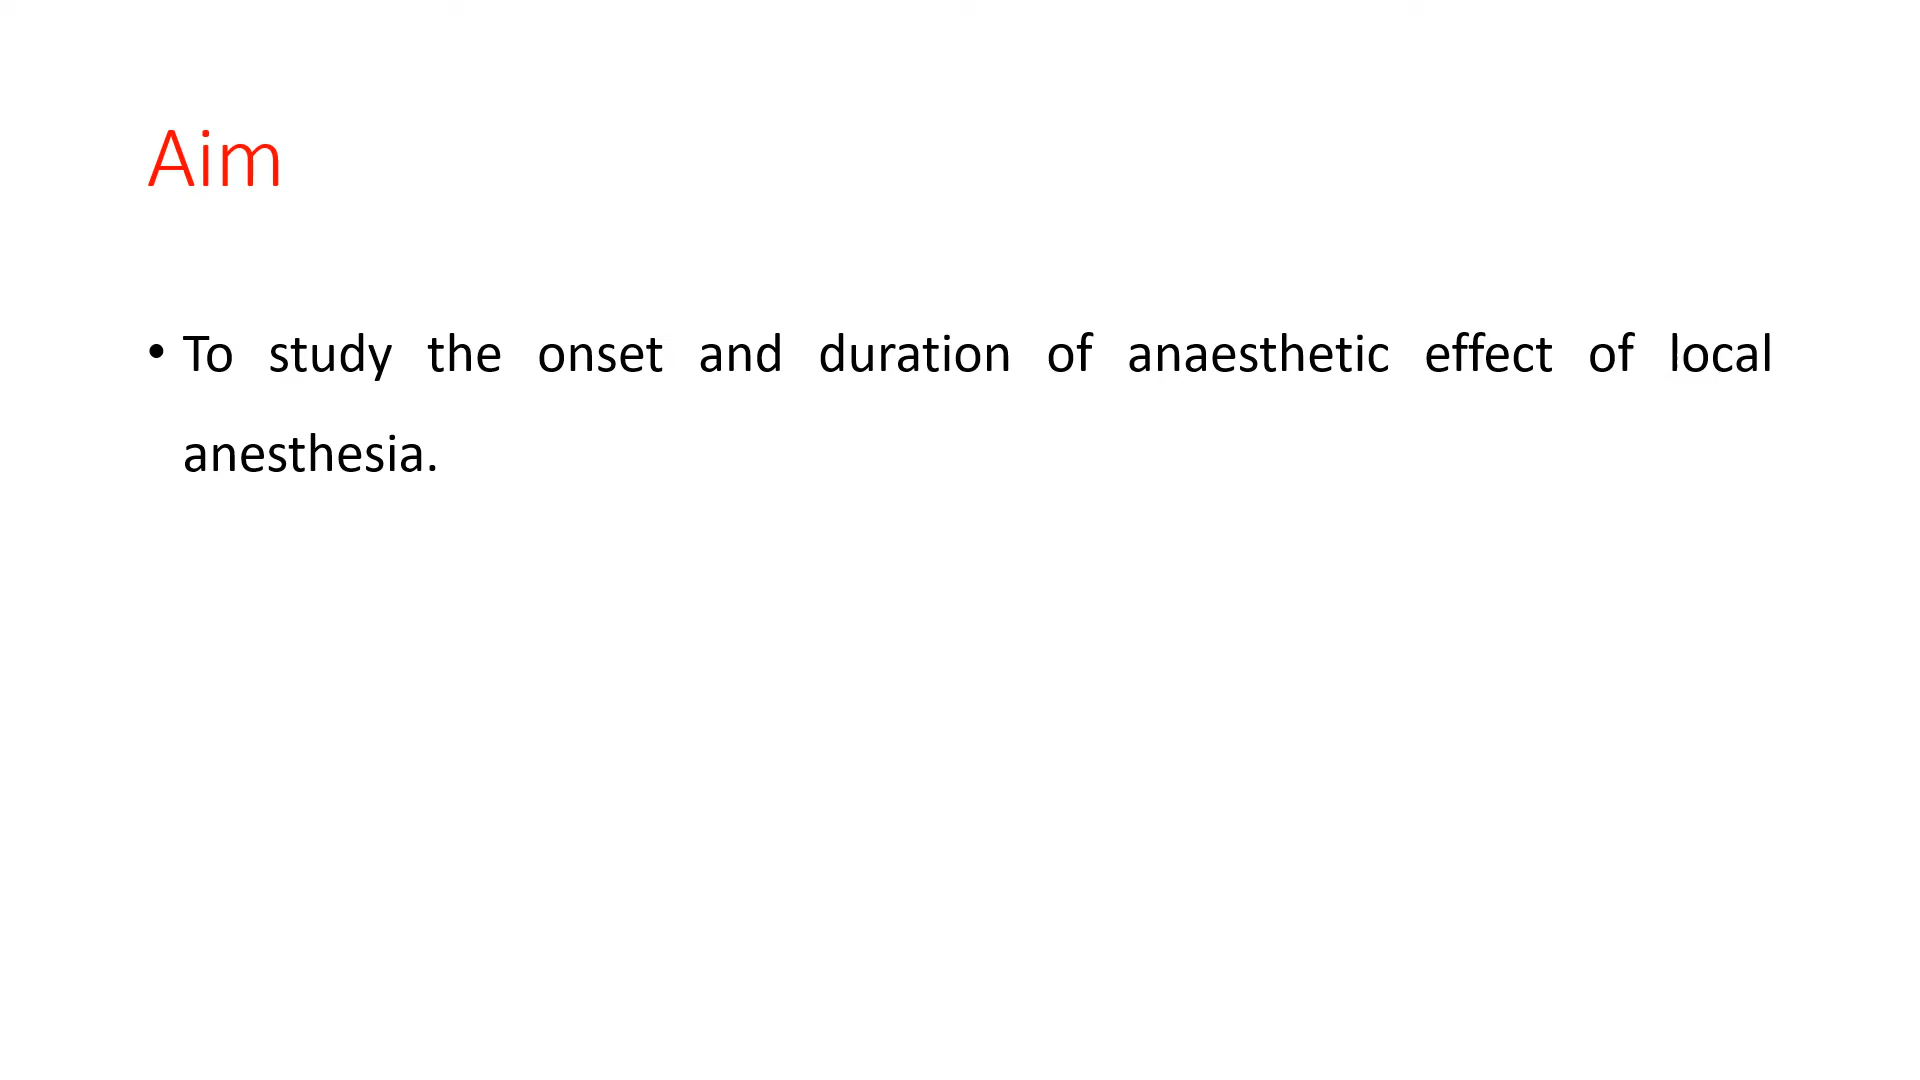 Aim
• To study the onset and duration of anaesthetic effect of local
anesthesia.